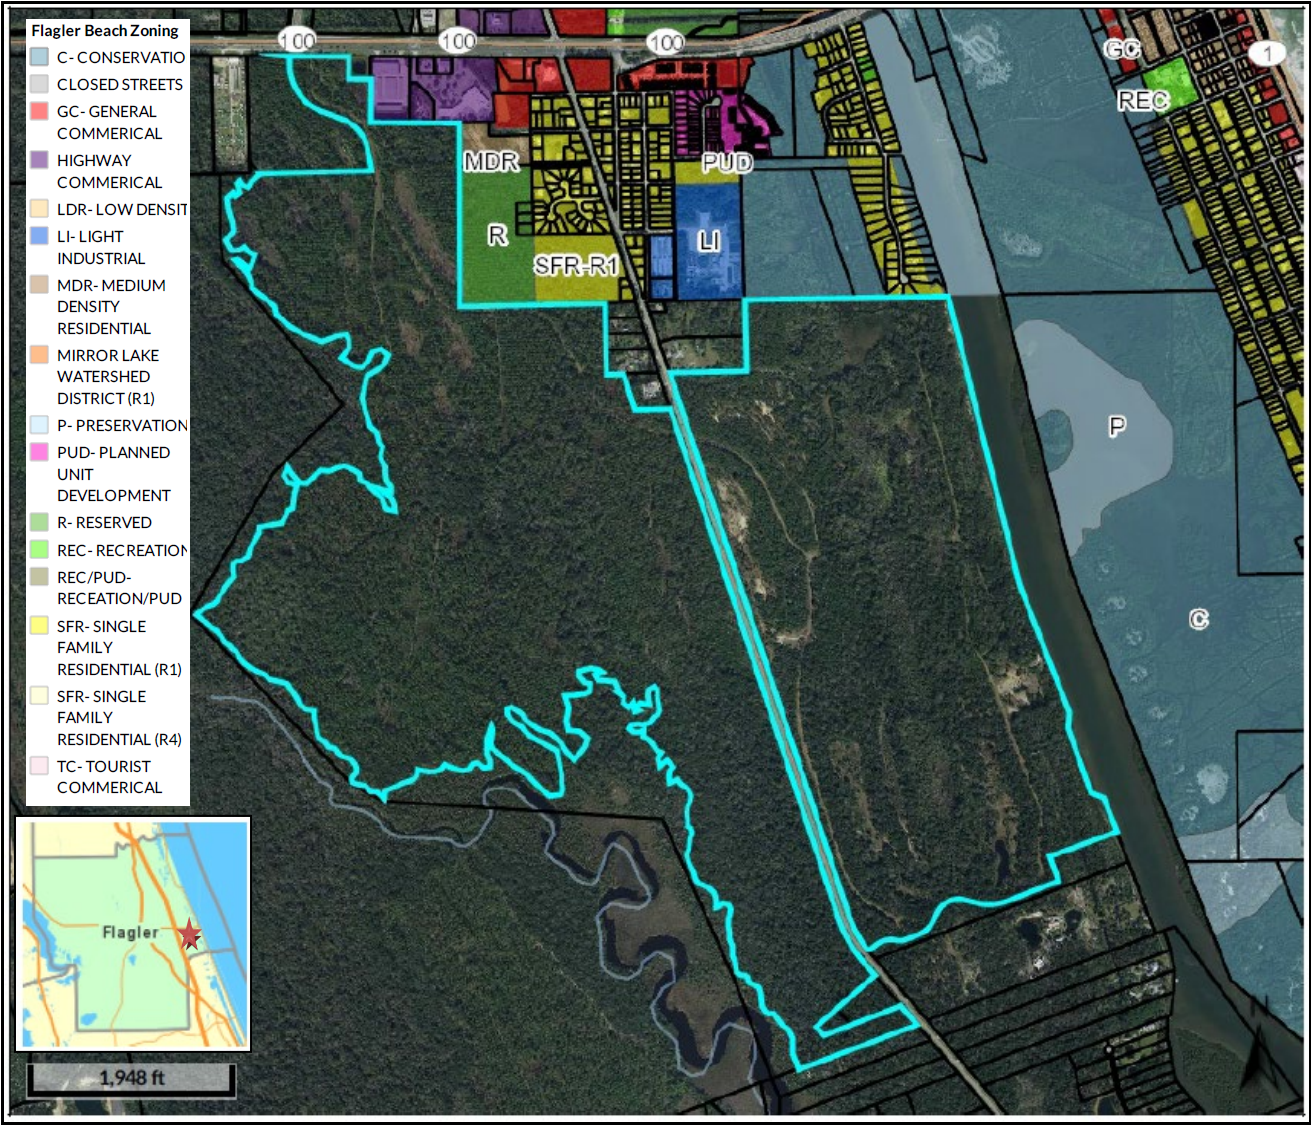 Flagler Beach Zoning
C- CONSERVATIO
CLOSED STREETS
GC- GENERAL
COMMERICAL
HIGHWAY
COMMERICAL
LDR- LOW DENSIT
LI- LIGHT
INDUSTRIAL
MDR- MEDIUM
DENSITY
RESIDENTIAL
MIRROR LAKE
WATERSHED
DISTRICT (R1)
P- PRESERVATION
PUD- PLANNED
UNIT
DEVELOPMENT
R- RESERVED
REC- RECREATION
REC/PUD-
RECEATION/PUD
SFR- SINGLE
FAMILY
RESIDENTIAL (R1)
SFR- SINGLE
FAMILY
RESIDENTIAL (R4)
TC- TOURIST
COMMERICAL
100
100
100
GC
1
REC
MDR
PUD
R
LI
SFR-R1
P
C
Flagler
N
1,948 ft